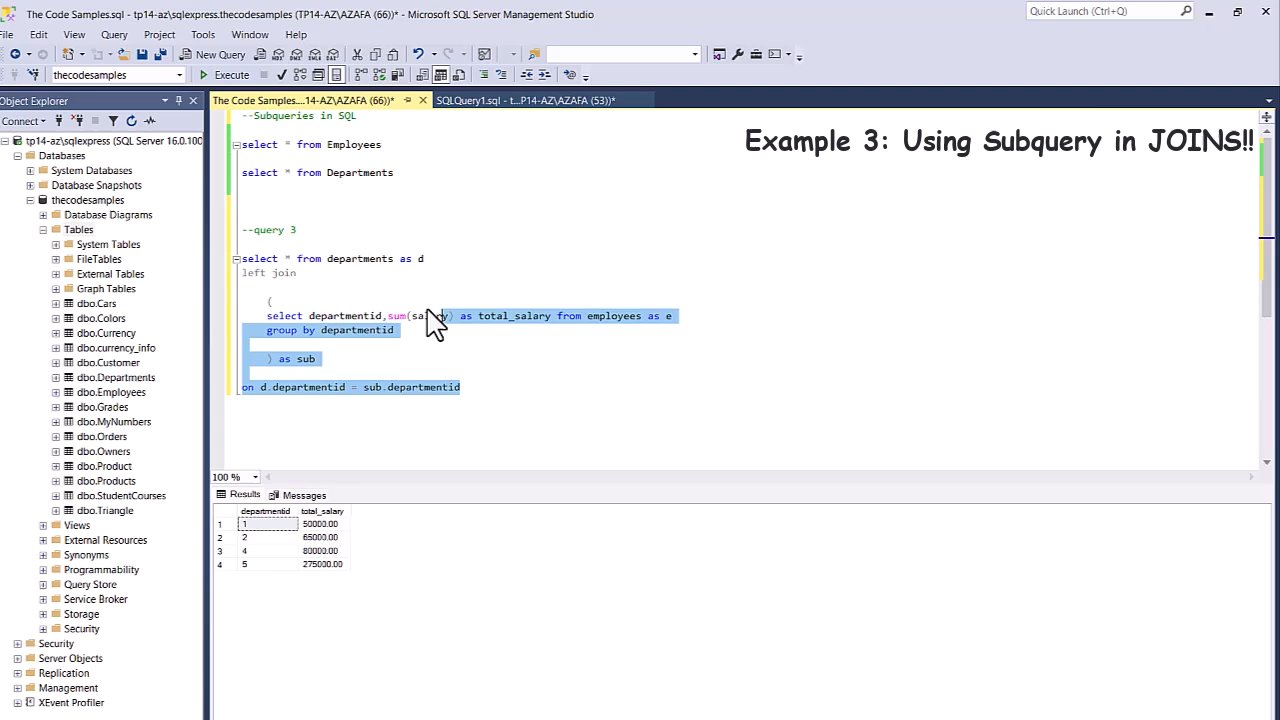 The Code Samples.sql - tp14-az\sqlexpress.thecodesamples (TP14-AZ\AZAFA (66))* - Microsoft SQL Server Management Studio
Quick Launch (Ctrl+Q)
File Edit View Query Project Tools Window Help
New Query
thecodesamples Execute
Object Explorer
The Code Samples....14-AZ\AZAFA (66))* SQLQuery1.sql - t...P14-AZ\AZAFA (53))*
Connect
tp14-az\sqlexpress (SQL Server 16.0.100
Databases
System Databases
Database Snapshots
thecodesamples
Database Diagrams
Tables
System Tables
FileTables
External Tables
Graph Tables
dbo.Cars
dbo.Colors
dbo.Currency
dbo.currency_info
dbo.Customer
dbo.Departments
dbo.Employees
dbo.Grades
dbo.MyNumbers
dbo.Orders
dbo.Owners
dbo.Product
dbo.Products
dbo.StudentCourses
dbo.Triangle
Views
External Resources
Synonyms
Programmability
Query Store
Service Broker
Storage
Security
Security
Server Objects
Replication
Management
XEvent Profiler
--Subqueries in SQL
Example 3: Using Subquery in JOINS!!
select * from Employees
select * from Departments
--query 3
select * from departments as d
left join
(
select departmentid,sum(salary) as total_salary from employees as e
group by departmentid
) as sub
on d.departmentid = sub.departmentid
100 %
Results Messages
departmentid total_salary
1 1 50000.00
2 2 65000.00
3 4 80000.00
4 5 275000.00